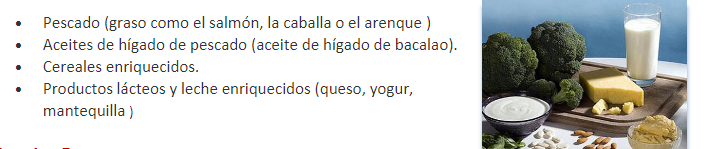 • Pescado (graso como el salmón, la caballa o el arenque )
• Aceites de hígado de pescado (aceite de hígado de bacalao).
• Cereales enriquecidos.
• Productos lácteos y leche enriquecidos (queso, yogur,
mantequilla )